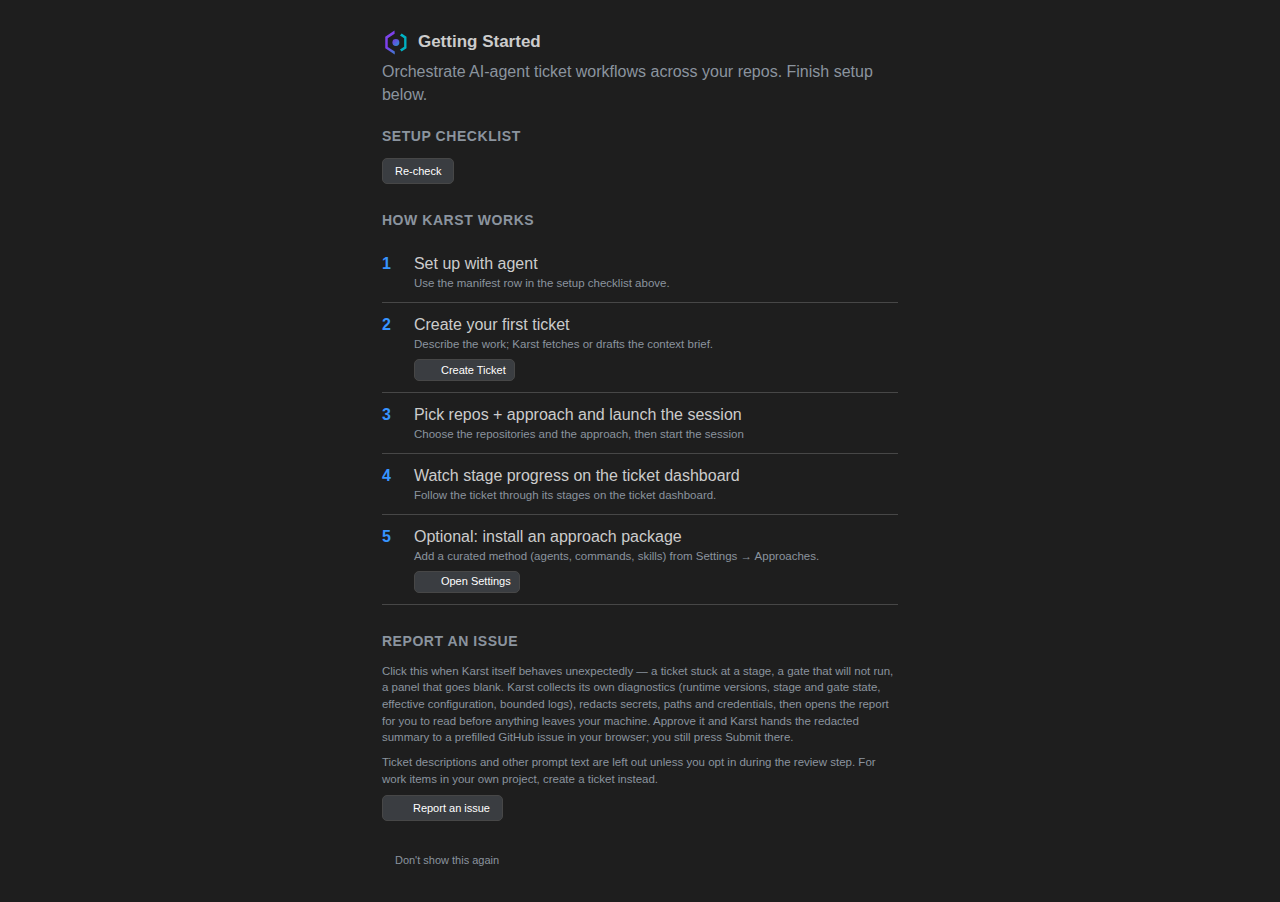 Getting Started
Orchestrate AI-agent ticket workflows across your repos. Finish setup
below.
SETUP CHECKLIST
Re-check
HOW KARST WORKS
1
Set up with agent
Use the manifest row in the setup checklist above.
2
Create your first ticket
Describe the work; Karst fetches or drafts the context brief.
Create Ticket
3
Pick repos + approach and launch the session
Choose the repositories and the approach, then start the session
4
Watch stage progress on the ticket dashboard
Follow the ticket through its stages on the ticket dashboard.
5
Optional: install an approach package
Add a curated method (agents, commands, skills) from Settings → Approaches.
Open Settings
REPORT AN ISSUE
Click this when Karst itself behaves unexpectedly — a ticket stuck at a stage, a gate that will not run,
a panel that goes blank. Karst collects its own diagnostics (runtime versions, stage and gate state,
effective configuration, bounded logs), redacts secrets, paths and credentials, then opens the report
for you to read before anything leaves your machine. Approve it and Karst hands the redacted
summary to a prefilled GitHub issue in your browser; you still press Submit there.
Ticket descriptions and other prompt text are left out unless you opt in during the review step. For
work items in your own project, create a ticket instead.
Report an issue
Don't show this again